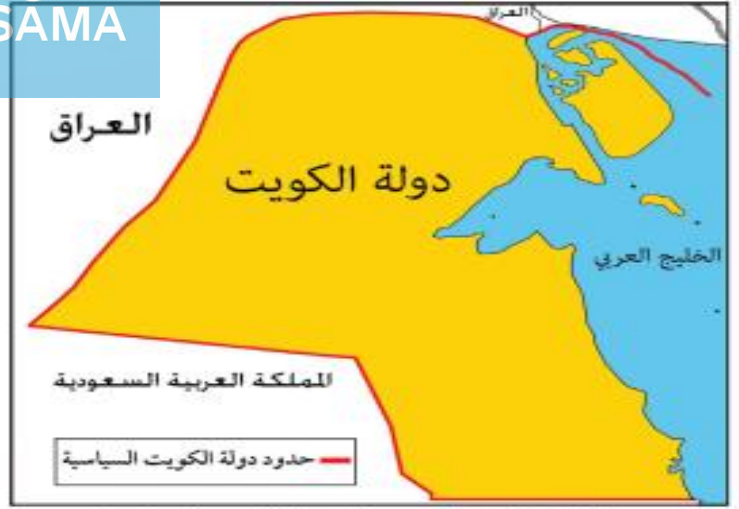 SAMA
العراق
العراق
دولة الكويت
الخليج العربي
المملكة العربية السعودية
حدود دولة الكويت السياسية